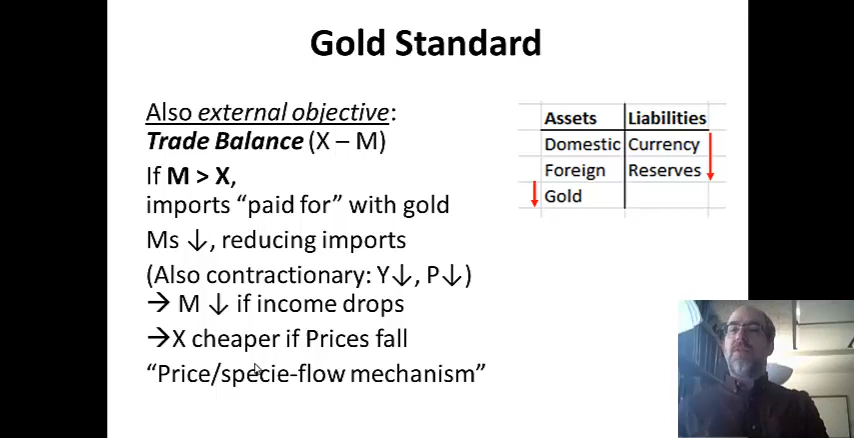 Gold Standard
Also external objective:
Trade Balance (X – M)
If M > X,
imports “paid for” with gold
Ms ↓, reducing imports
(Also contractionary: Y↓, P↓)
→ M ↓ if income drops
→X cheaper if Prices fall
“Price/specie-flow mechanism”
Assets Liabilities
Domestic Currency
Foreign Reserves
Gold